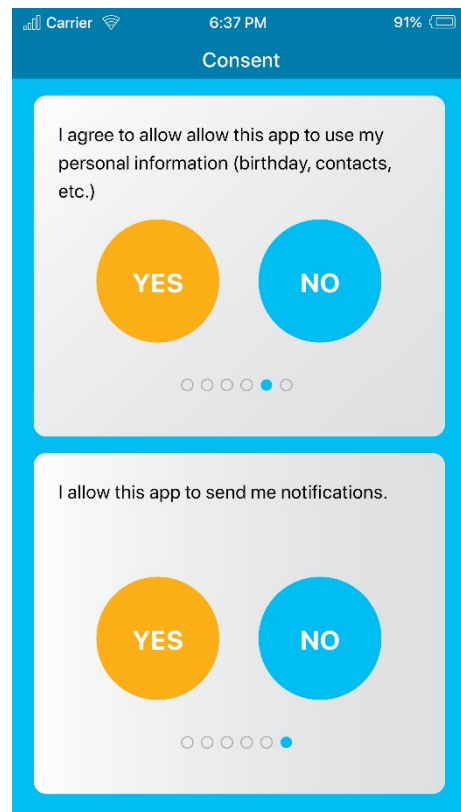 Carrier 6:37 PM 91%
Consent
I agree to allow allow this app to use my
personal information (birthday, contacts,
etc.)
YES NO
I allow this app to send me notifications.
YES NO